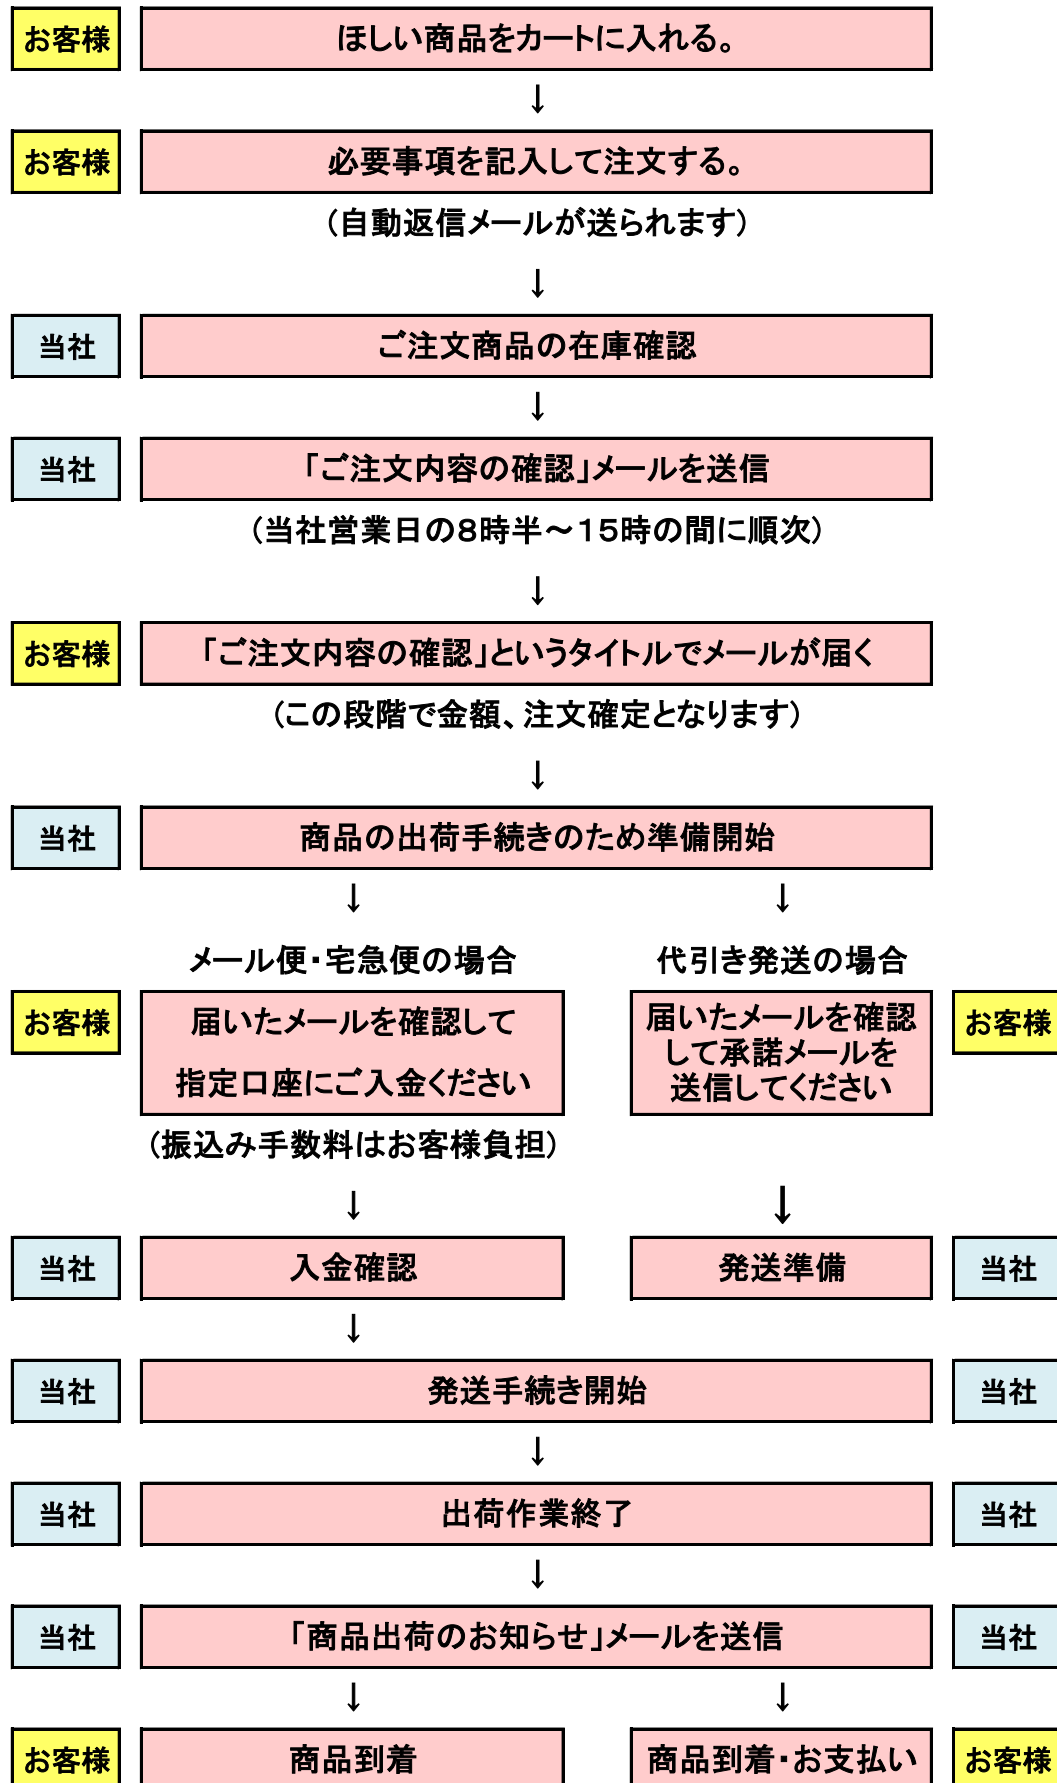 お客様 ほしい商品をカートに入れる。
↓
お客様 必要事項を記入して注文する。
(自動返信メールが送られます)
↓
当社 ご注文商品の在庫確認
↓
当社 「ご注文内容の確認」メールを送信
(当社営業日の8時半～15時の間に順次)
↓
お客様 「ご注文内容の確認」というタイトルでメールが届く
(この段階で金額、注文確定となります)
↓
当社 商品の出荷手続きのため準備開始
↓ ↓
メール便・宅急便の場合
お客様
届いたメールを確認して
指定口座にご入金ください
(振込み手数料はお客様負担)
代引き発送の場合
届いたメールを確認
して承諾メールを
送信してください
お客様
↓ ↓
当社 入金確認 発送準備 当社
↓
当社 発送手続き開始 当社
↓
当社 出荷作業終了 当社
↓
当社 「商品出荷のお知らせ」メールを送信 当社
↓ ↓
お客様 商品到着 商品到着・お支払い お客様